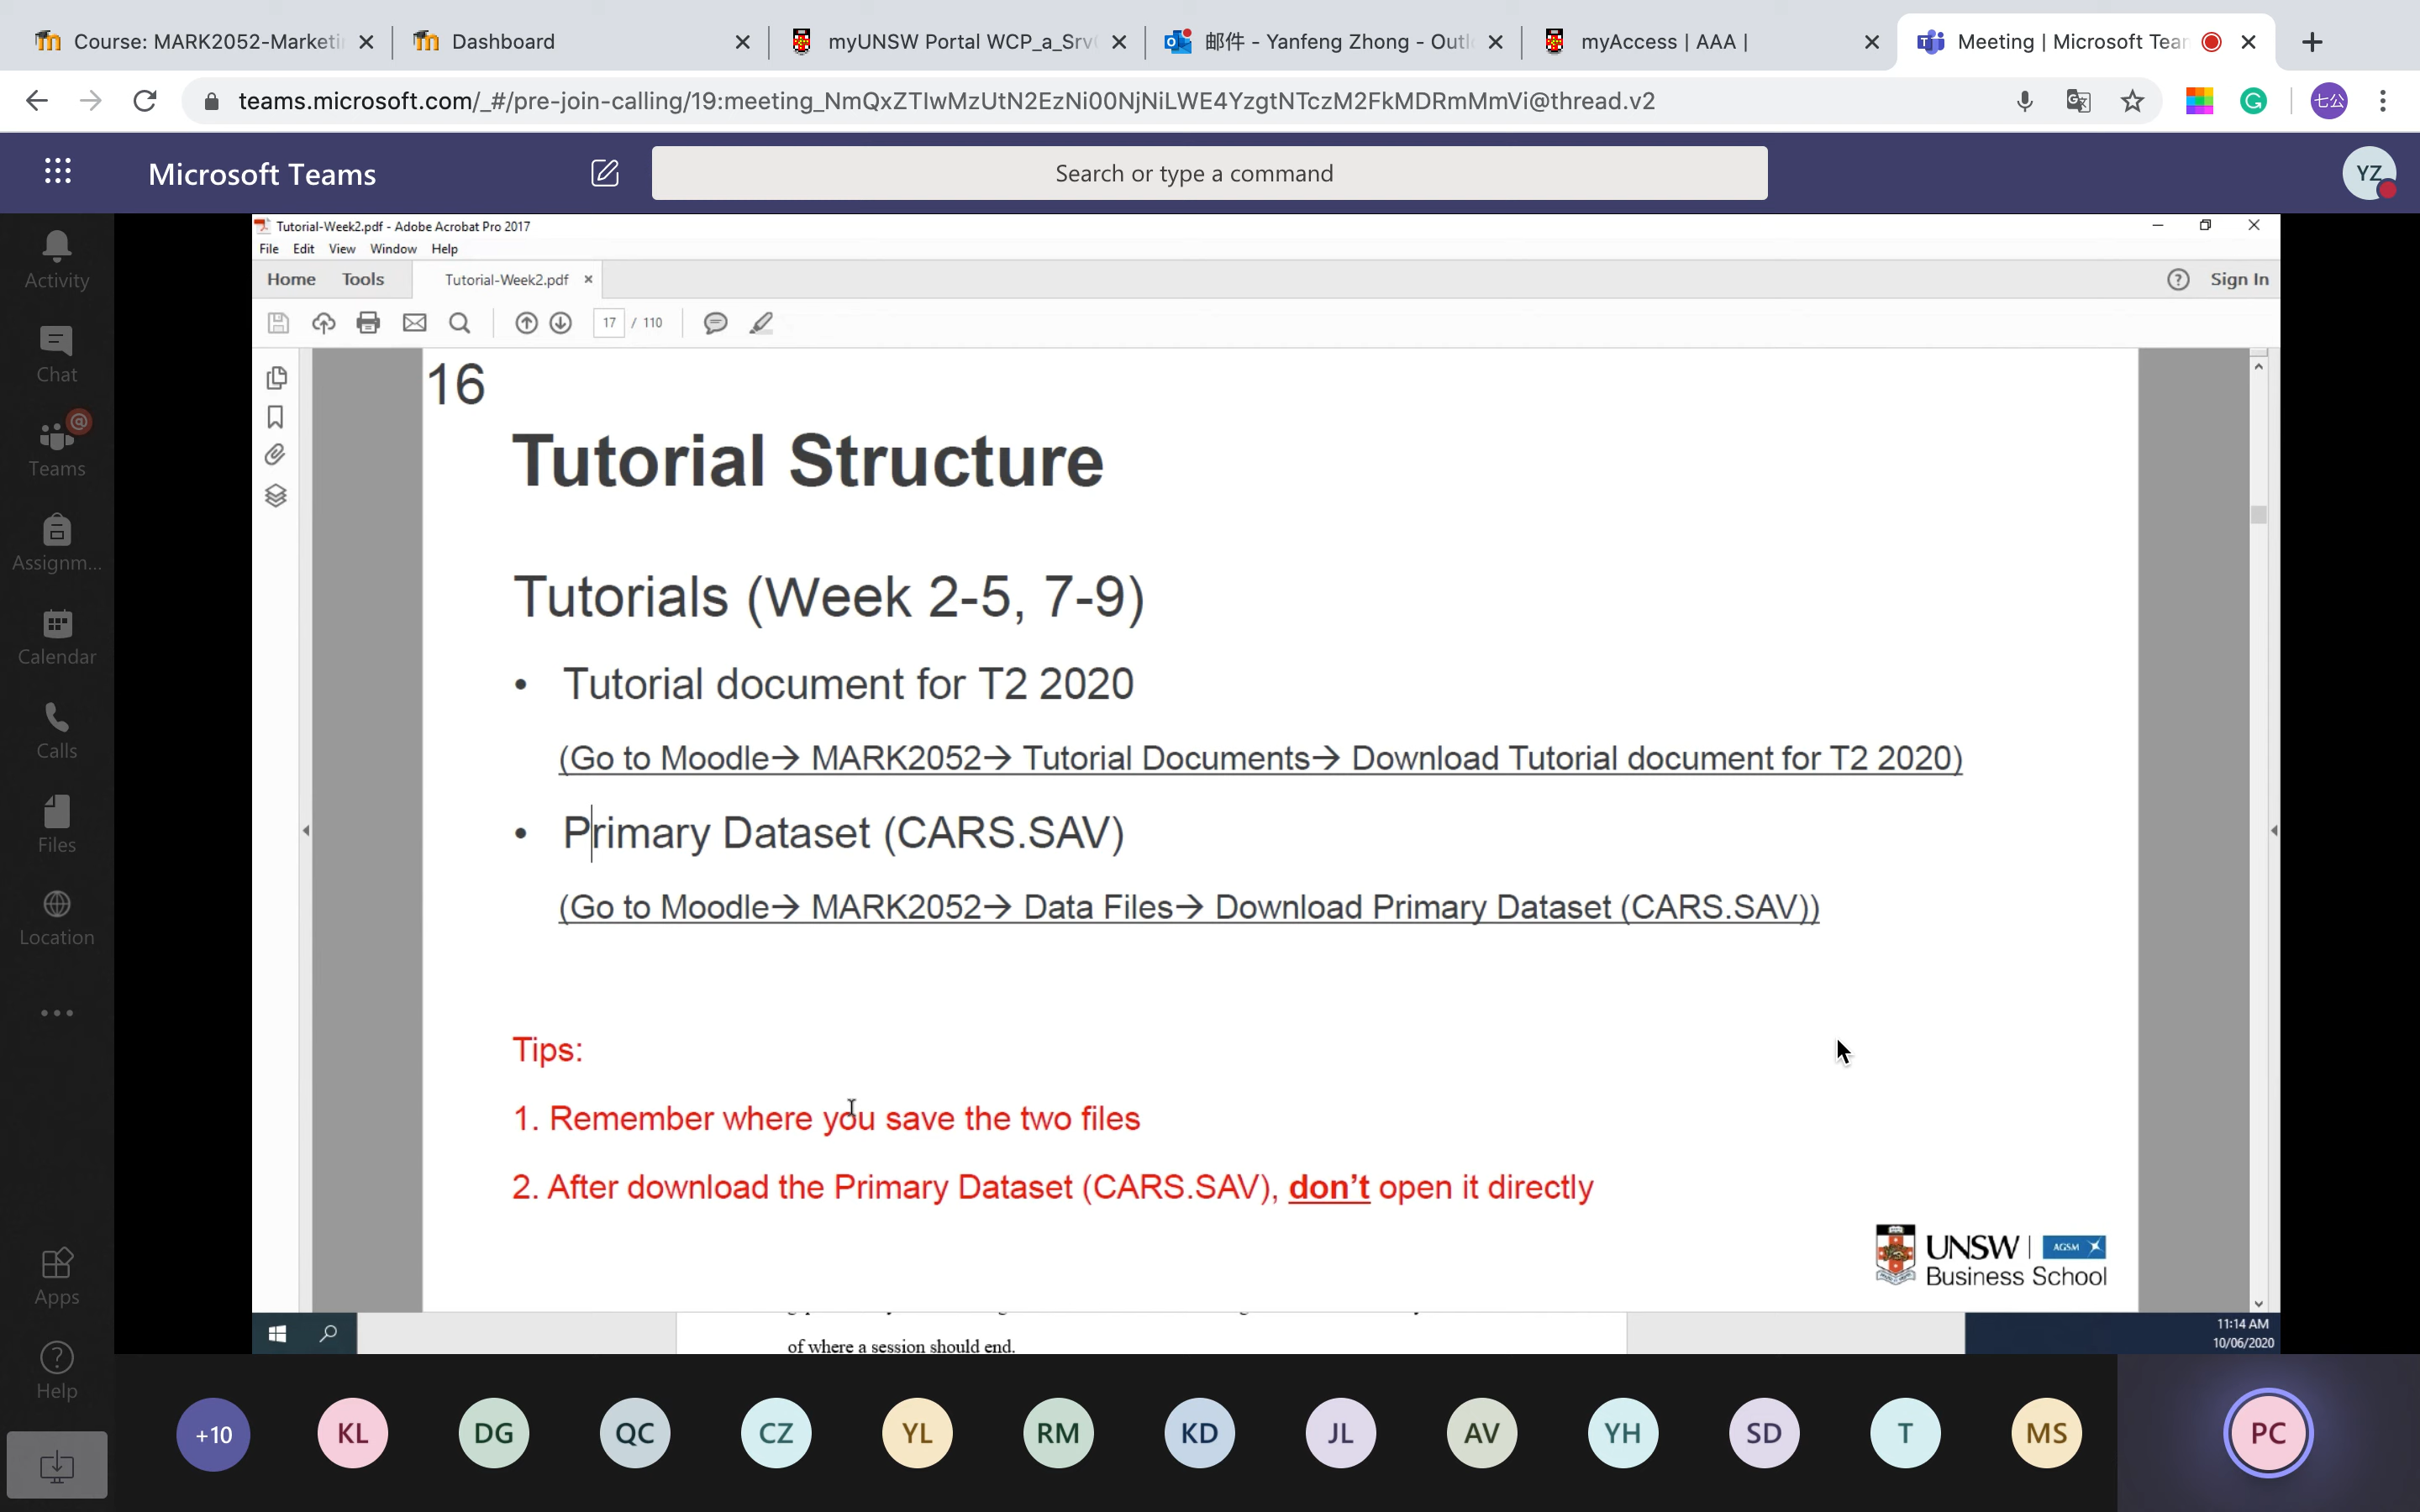 Course: MARK2052-Marketi
Dashboard
myUNSW Portal WCP_a_Srv
邮件 - Yanfeng Zhong - Outl
myAccess | AAA |
Meeting | Microsoft Tea
teams.microsoft.com/_#/pre-join-calling/19:meeting_NmQxZTIwMzUtN2EzNi00NjNiLWE4YzgtNTczM2FkMDRmMmVi@thread.v2
七公
Microsoft Teams
Search or type a command
YZ
Activity
Chat
Teams
Assignm...
Calendar
Calls
Files
Location
Apps
Help
Tutorial-Week2.pdf - Adobe Acrobat Pro 2017
File Edit View Window Help
Home Tools Tutorial-Week2.pdf × Sign In
17 / 110
16
Tutorial Structure
Tutorials (Week 2-5, 7-9)
• Tutorial document for T2 2020
(Go to Moodle→ MARK2052→ Tutorial Documents→ Download Tutorial document for T2 2020)
• Primary Dataset (CARS.SAV)
(Go to Moodle→ MARK2052→ Data Files→ Download Primary Dataset (CARS.SAV))
Tips:
1. Remember where you save the two files
2. After download the Primary Dataset (CARS.SAV), don't open it directly
UNSW | AGSM
Business School
of where a session should end.
11:14 AM
10/06/2020
+10 KL DG QC CZ YL RM KD JL AV YH SD T MS PC